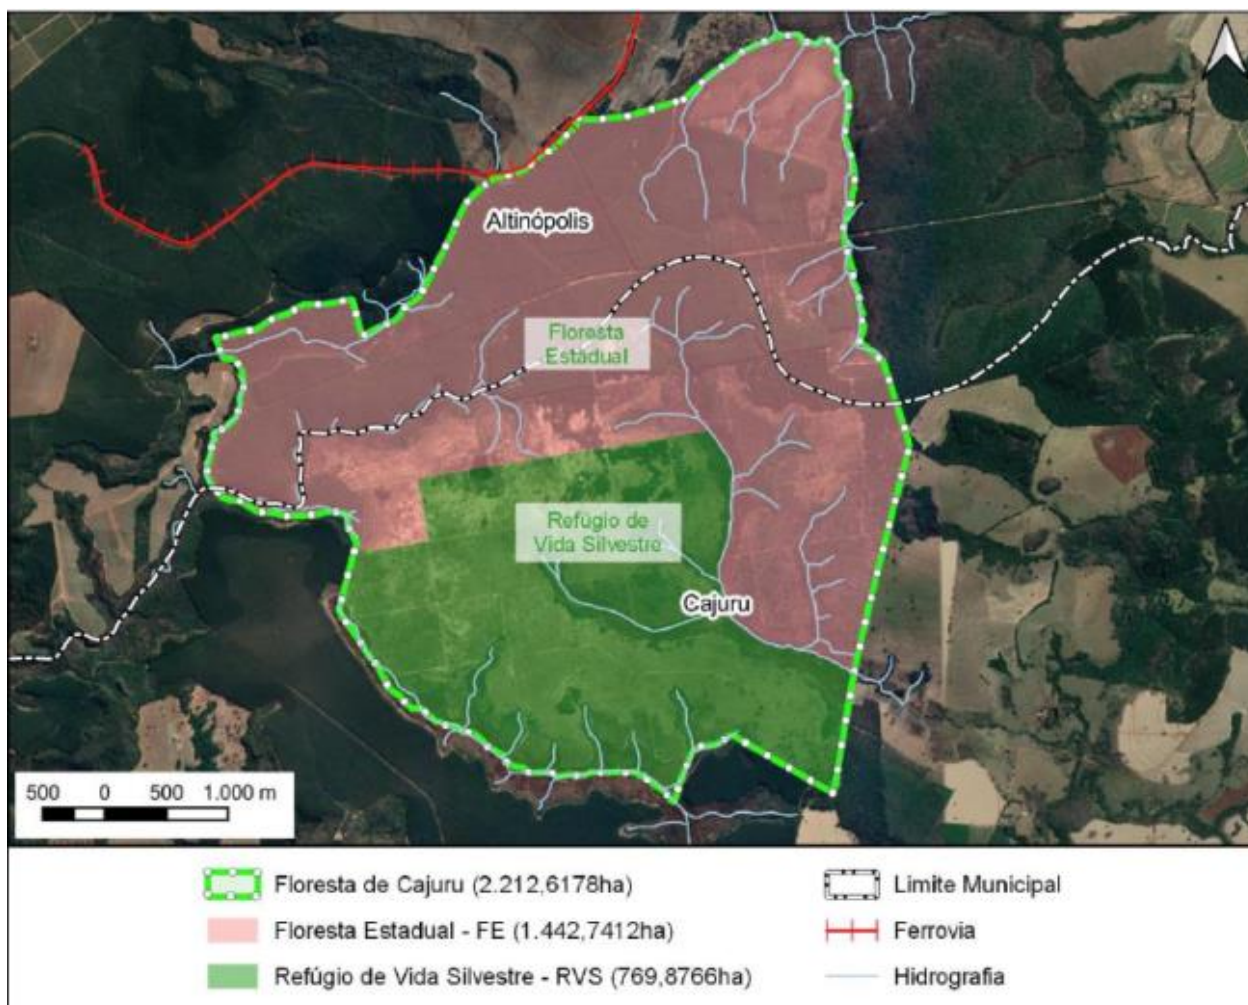 Altinópolis
Floresta
Estadual
Refúgio de
Vida Silvestre
Cajuru
500 0 500 1.000 m
Floresta de Cajuru (2.212,6178ha)
Limite Municipal
Floresta Estadual - FE (1.442,7412ha)
Ferrovia
Refúgio de Vida Silvestre - RVS (769,8766ha)
Hidrografia